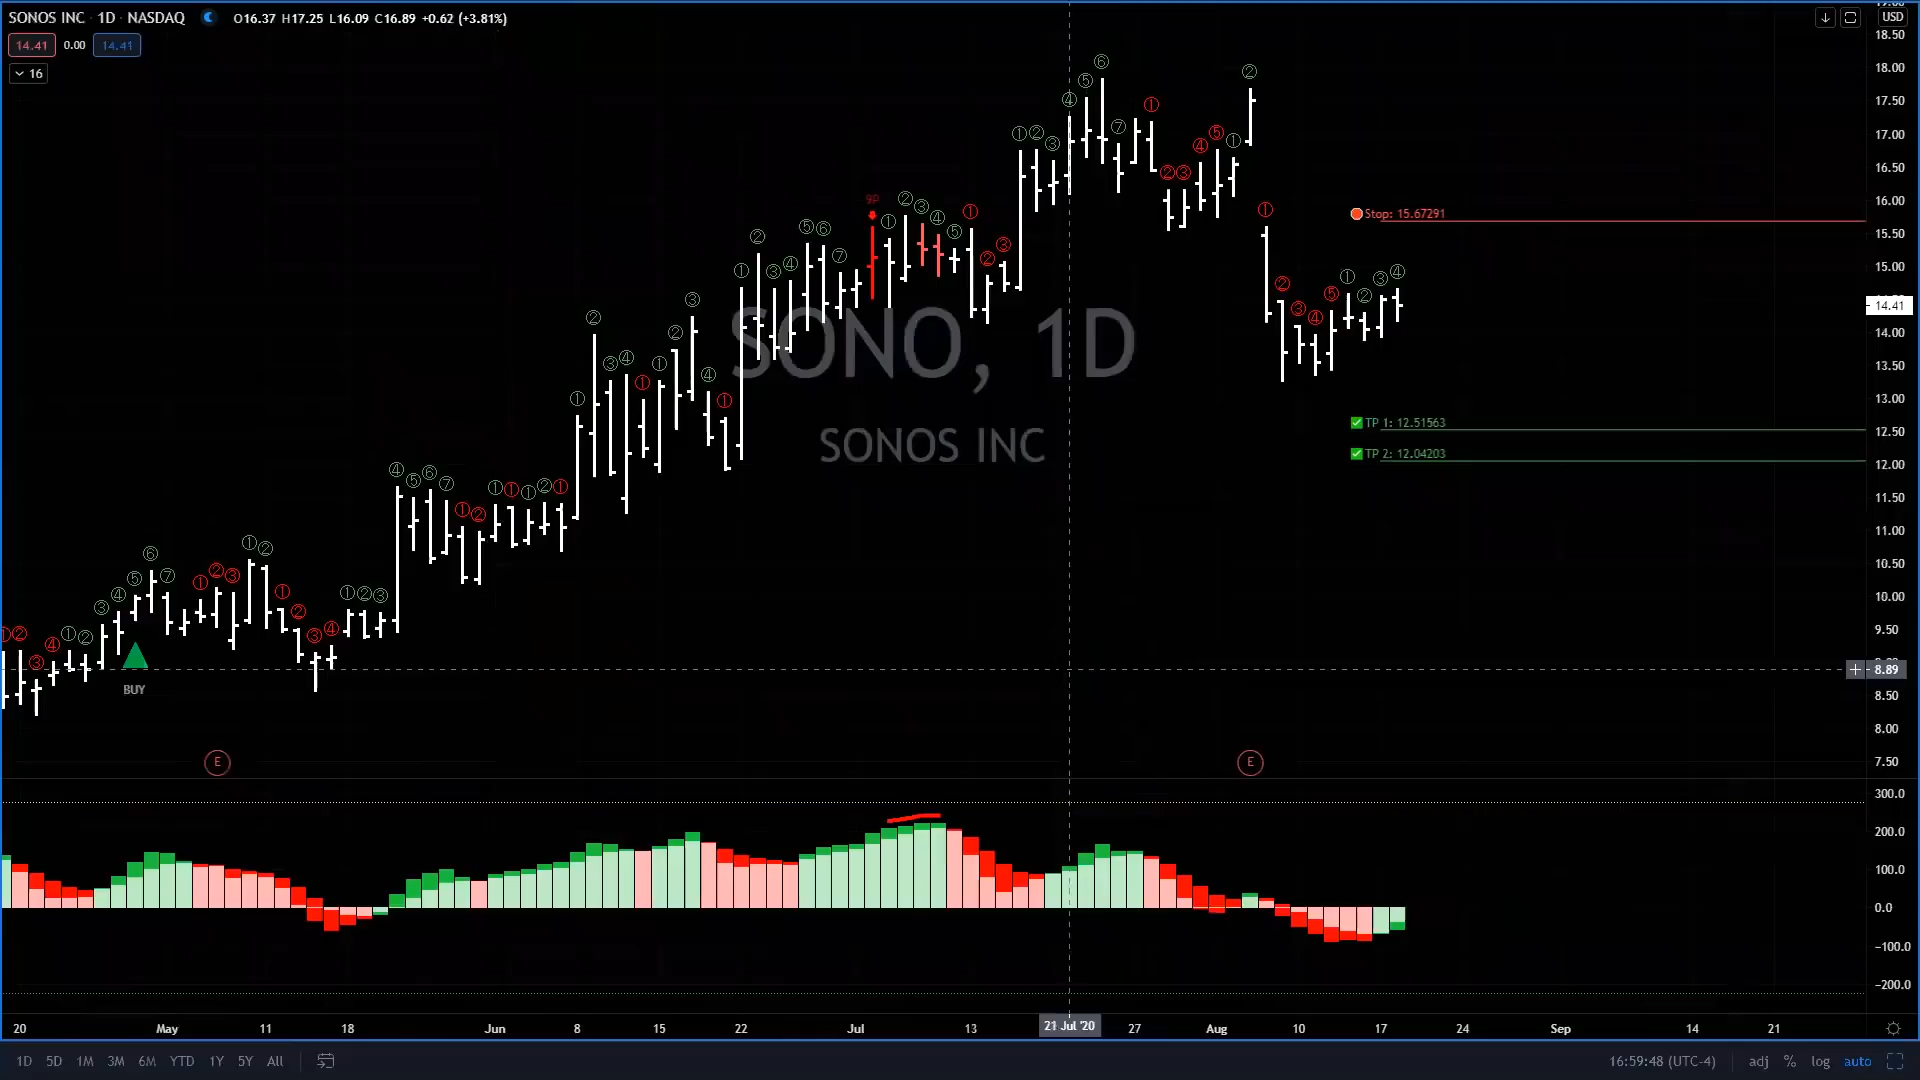 SONOS INC · 1D · NASDAQ O16.37 H17.25 L16.09 C16.89 +0.62 (+3.81%)
14.41 0.00 14.41
16
USD
18.50
18.00
17.50
17.00
16.50
16.00
15.50
15.00
14.41
14.00
13.50
13.00
12.50
12.00
11.50
11.00
10.50
10.00
9.50
8.89
8.50
8.00
7.50
Stop: 15.67291
TP 1: 12.51563
TP 2: 12.04203
9P
SONO, 1D
SONOS INC
BUY
E
E
300.0
200.0
100.0
0.0
−100.0
−200.0
20 May 11 18 Jun 8 15 22 Jul 13 21 Jul '20 27 Aug 10 17 24 Sep 14 21
1D 5D 1M 3M 6M YTD 1Y 5Y All 16:59:48 (UTC-4) adj % log auto